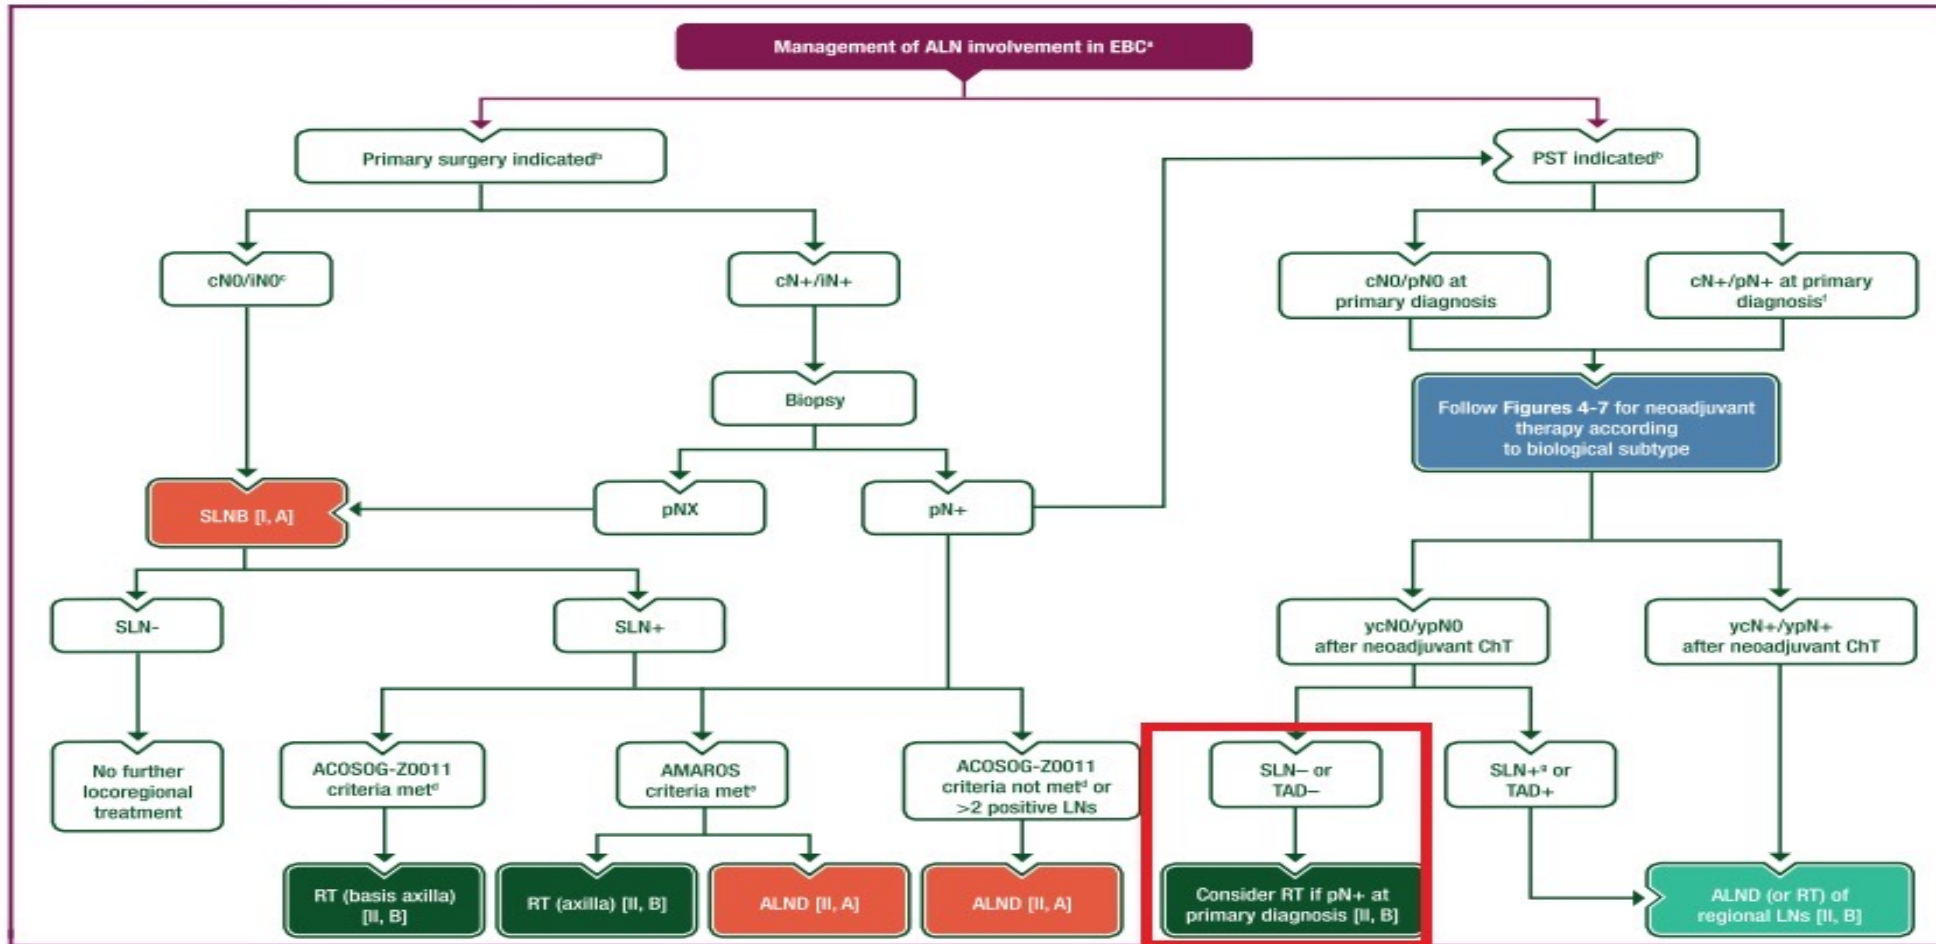 Management of ALN involvement in EBCᵃ
Primary surgery indicatedᵇ
PST indicatedᵇ
cN0/iN0ᶜ
cN+/iN+
cN0/pN0 at
primary diagnosis
cN+/pN+ at primary
diagnosisᶠ
Biopsy
Follow Figures 4-7 for neoadjuvant
therapy according
to biological subtype
SLNB [I, A]
pNX
pN+
SLN-
SLN+
ycN0/ypN0
after neoadjuvant ChT
ycN+/ypN+
after neoadjuvant ChT
No further
locoregional
treatment
ACOSOG-Z0011
criteria metᵈ
AMAROS
criteria metᵉ
ACOSOG-Z0011
criteria not metᵈ or
>2 positive LNs
SLN– or
TAD–
SLN+ᵍ or
TAD+
RT (basis axilla)
[II, B]
RT (axilla) [II, B]
ALND [II, A]
ALND [II, A]
Consider RT if pN+ at
primary diagnosis [II, B]
ALND (or RT) of
regional LNs [II, B]